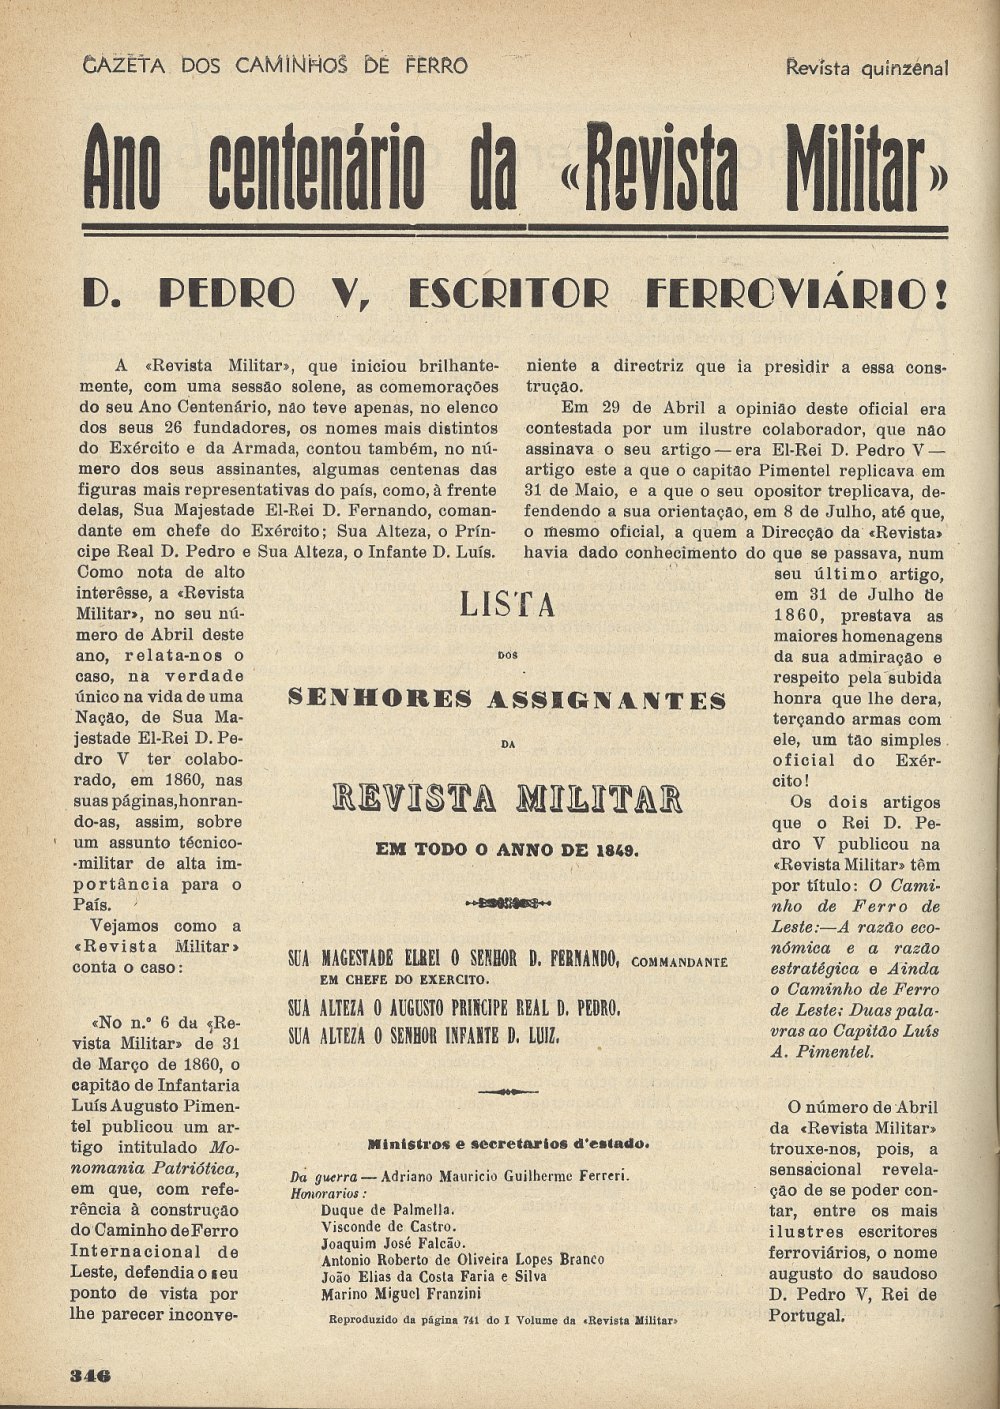 GAZETA DOS CAMINHOS DE FERRO
Revista quinzenal
Ano centenário da «Revista Militar»
D. PEDRO V, ESCRITOR FERROVIÁRIO!
A «Revista Militar», que iniciou brilhante-
mente, com uma sessão solene, as comemorações
do seu Ano Centenário, não teve apenas, no elenco
dos seus 26 fundadores, os nomes mais distintos
do Exército e da Armada, contou também, no nú-
mero dos seus assinantes, algumas centenas das
figuras mais representativas do país, como, à frente
delas, Sua Majestade El-Rei D. Fernando, coman-
dante em chefe do Exército; Sua Alteza, o Prín-
cipe Real D. Pedro e Sua Alteza, o Infante D. Luís.
Como nota de alto
interêsse, a «Revista
Militar», no seu nú-
mero de Abril deste
ano, relata-nos o
caso, na verdade
único na vida de uma
Nação, de Sua Ma-
jestade El-Rei D. Pe-
dro V ter colabo-
rado, em 1860, nas
suas páginas, honran-
do-as, assim, sobre
um assunto técnico-
-militar de alta im-
portância para o
País.
Vejamos como a
«Revista Militar»
conta o caso:
«No n.º 6 da «Re-
vista Militar» de 31
de Março de 1860, o
capitão de Infantaria
Luís Augusto Pimen-
tel publicou um ar-
tigo intitulado Mo-
nomania Patriótica,
em que, com refe-
rência à construção
do Caminho de Ferro
Internacional de
Leste, defendia o seu
ponto de vista por
lhe parecer inconve-
niente a directriz que ia presidir a essa cons-
trução.
Em 29 de Abril a opinião deste oficial era
contestada por um ilustre colaborador, que não
assinava o seu artigo — era El-Rei D. Pedro V —
artigo este a que o capitão Pimentel replicava em
31 de Maio, e a que o seu opositor treplicava, de-
fendendo a sua orientação, em 8 de Julho, até que,
o mesmo oficial, a quem a Direcção da «Revista»
havia dado conhecimento do que se passava, num
seu último artigo,
em 31 de Julho de
1860, prestava as
maiores homenagens
da sua admiração e
respeito pela subida
honra que lhe dera,
terçando armas com
ele, um tão simples
oficial do Exér-
cito!
Os dois artigos
que o Rei D. Pe-
dro V publicou na
«Revista Militar» têm
por título: O Cami-
nho de Ferro de
Leste:—A razão eco-
nómica e a razão
estratégica e Ainda
o Caminho de Ferro
de Leste: Duas pala-
vras ao Capitão Luís
A. Pimentel.
O número de Abril
da «Revista Militar»
trouxe-nos, pois, a
sensacional revela-
ção de se poder con-
tar, entre os mais
ilustres escritores
ferroviários, o nome
augusto do saudoso
D. Pedro V, Rei de
Portugal.
LISTA
DOS
SENHORES ASSIGNANTES
DA
REVISTA MILITAR
EM TODO O ANNO DE 1849.
SUA MAGESTADE ELREI O SENHOR D. FERNANDO, COMMANDANTE
EM CHEFE DO EXERCITO.
SUA ALTEZA O AUGUSTO PRINCIPE REAL D. PEDRO.
SUA ALTEZA O SENHOR INFANTE D. LUIZ.
Ministros e secretarios d'estado.
Da guerra — Adriano Mauricio Guilherme Ferreri.
Honorarios:
Duque de Palmella.
Visconde de Castro.
Joaquim José Falcão.
Antonio Roberto de Oliveira Lopes Branco
João Elias da Costa Faria e Silva
Marino Miguel Franzini
Reproduzido da página 741 do I Volume da «Revista Militar»
346